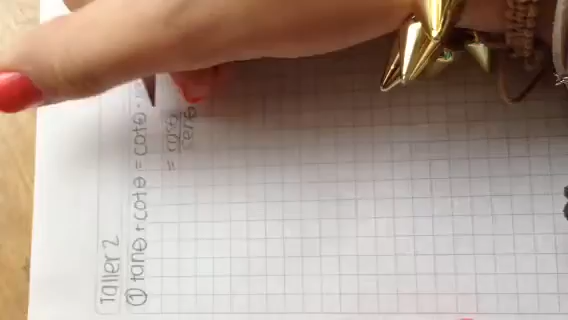 Taller 2
① tanθ + cotθ = cotθ ·
= cosθ / senθ